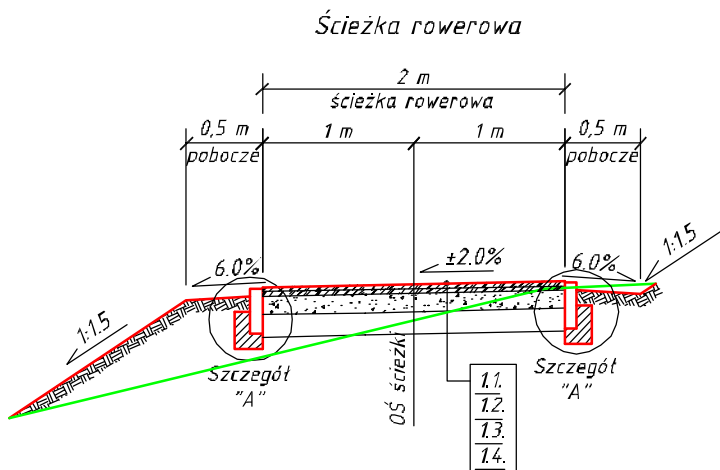 Ścieżka rowerowa
2 m
ścieżka rowerowa
0,5 m
1 m
1 m
0,5 m
pobocze
pobocze
6.0%
±2.0%
6.0%
1:1.5
1:1.5
Szczegół
"A"
OŚ ścieżki
Szczegół
"A"
1.1.
1.2.
1.3.
1.4.